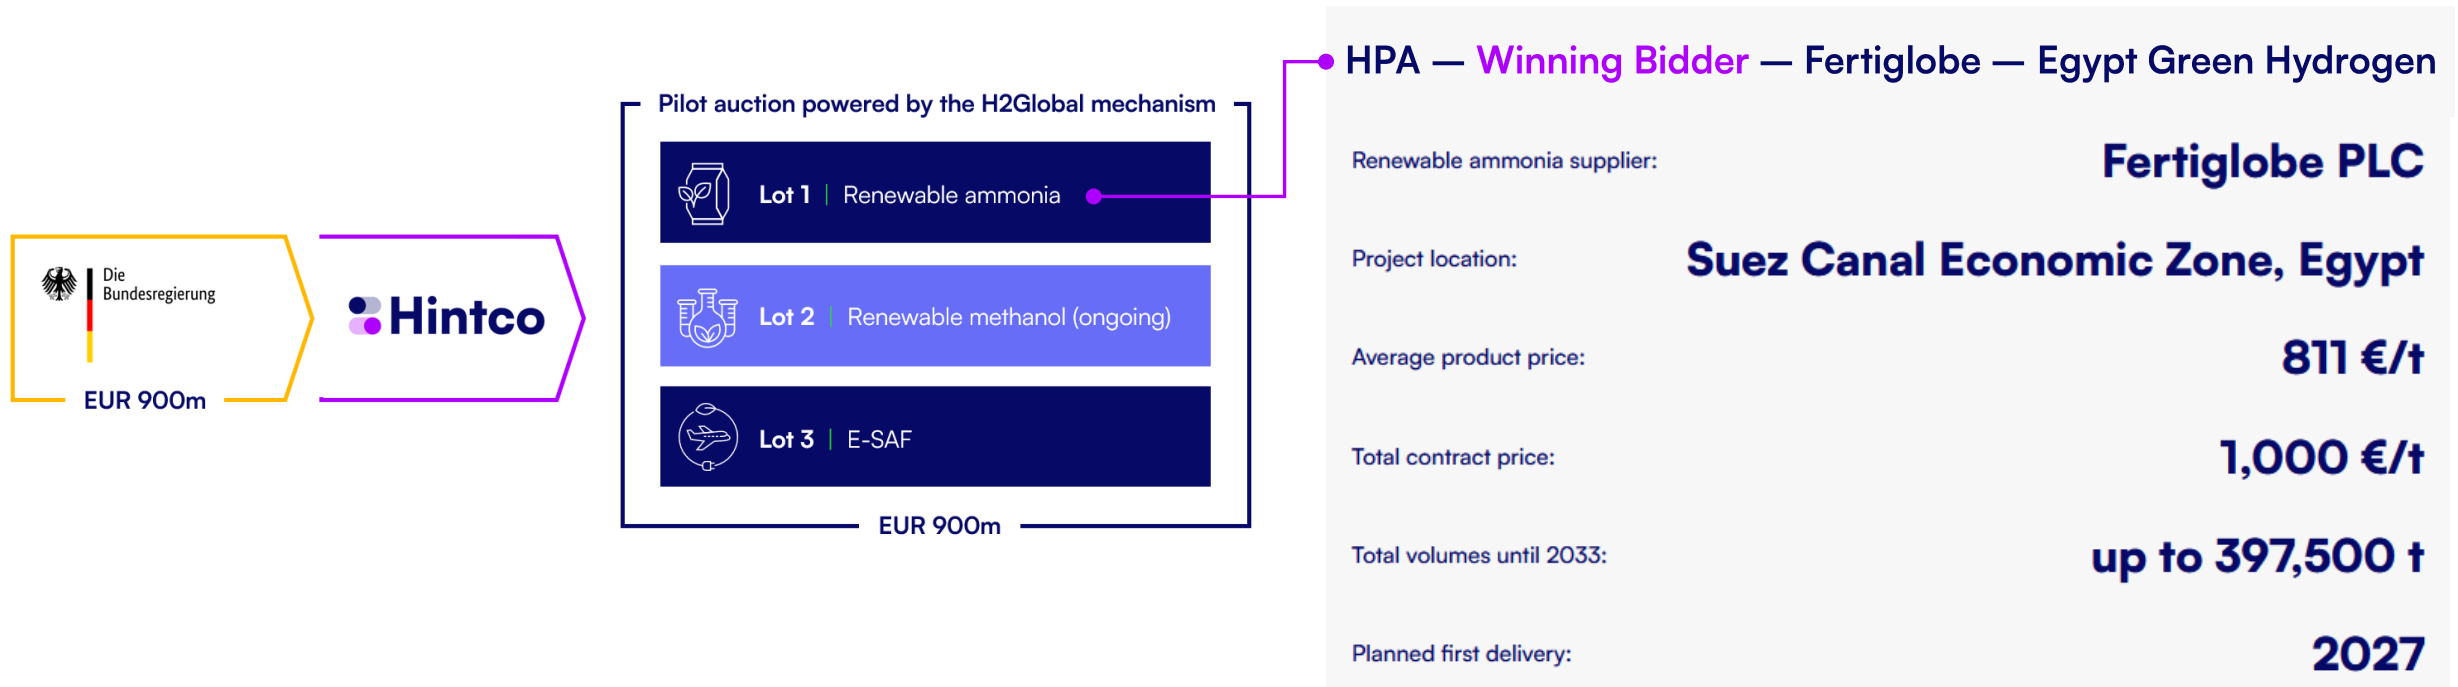 Die
Bundesregierung
EUR 900m
Hintco
Pilot auction powered by the H2Global mechanism
Lot 1 | Renewable ammonia
Lot 2 | Renewable methanol (ongoing)
Lot 3 | E-SAF
EUR 900m
HPA — Winning Bidder — Fertiglobe — Egypt Green Hydrogen
Renewable ammonia supplier: Fertiglobe PLC
Project location: Suez Canal Economic Zone, Egypt
Average product price: 811 €/t
Total contract price: 1,000 €/t
Total volumes until 2033: up to 397,500 t
Planned first delivery: 2027